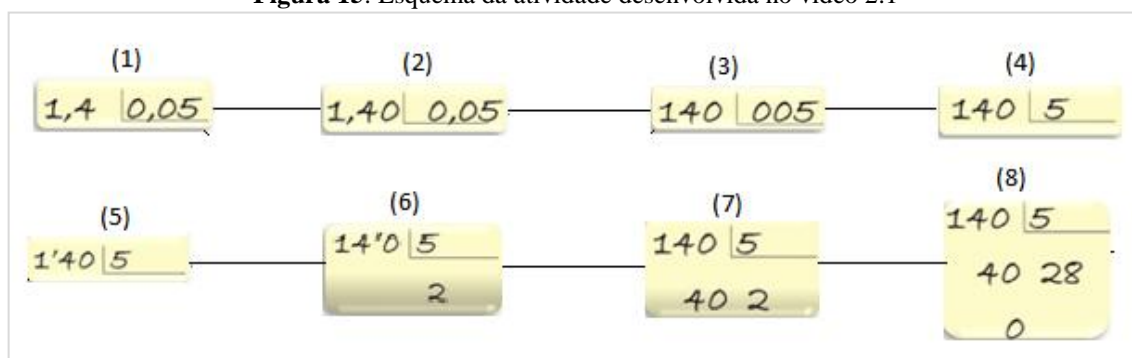 Figura 13: Esquema da atividade desenvolvida no vídeo 2.1
(1) (2) (3) (4)
1,4 0,05 1,40 0,05 140 005 140 5
(5) (6) (7) (8)
1'40 5 14'0 5 140 5 140 5
2 40 2 40 28
0